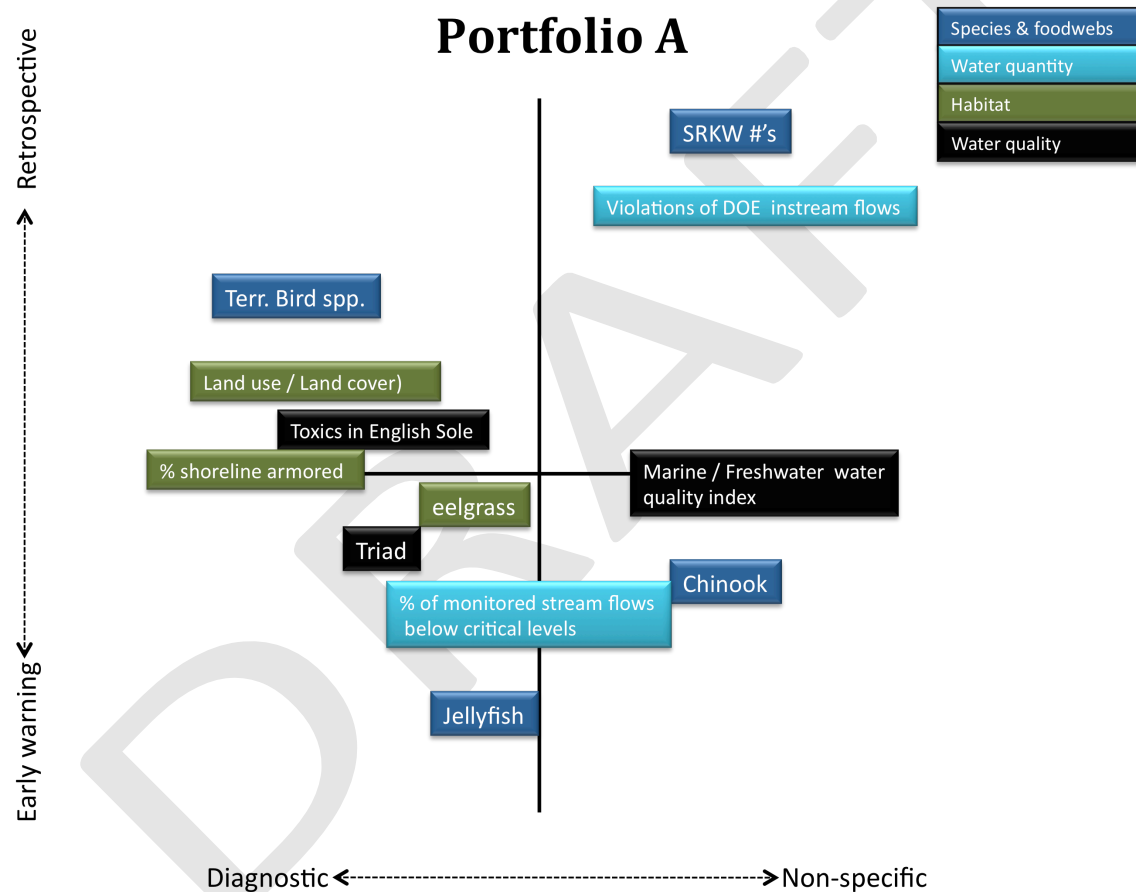 Portfolio A
Species & foodwebs
Water quantity
Habitat
Water quality
Retrospective
SRKW #'s
Violations of DOE  instream flows
Terr. Bird spp.
Land use / Land cover)
Toxics in English Sole
% shoreline armored
Marine / Freshwater  water
quality index
eelgrass
Triad
Chinook
% of monitored stream flows
below critical levels
Jellyfish
Early warning
Diagnostic
Non-specific
DRAFT